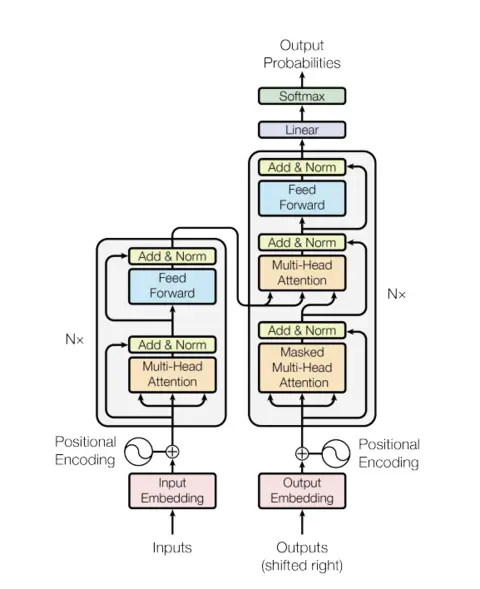 Output
Probabilities
Softmax
Linear
Add & Norm
Feed
Forward
Add & Norm
Multi-Head
Attention
Nx
Add & Norm
Masked
Multi-Head
Attention
Positional
Encoding
Output
Embedding
Outputs
(shifted right)
Add & Norm
Feed
Forward
Nx
Add & Norm
Multi-Head
Attention
Positional
Encoding
Input
Embedding
Inputs